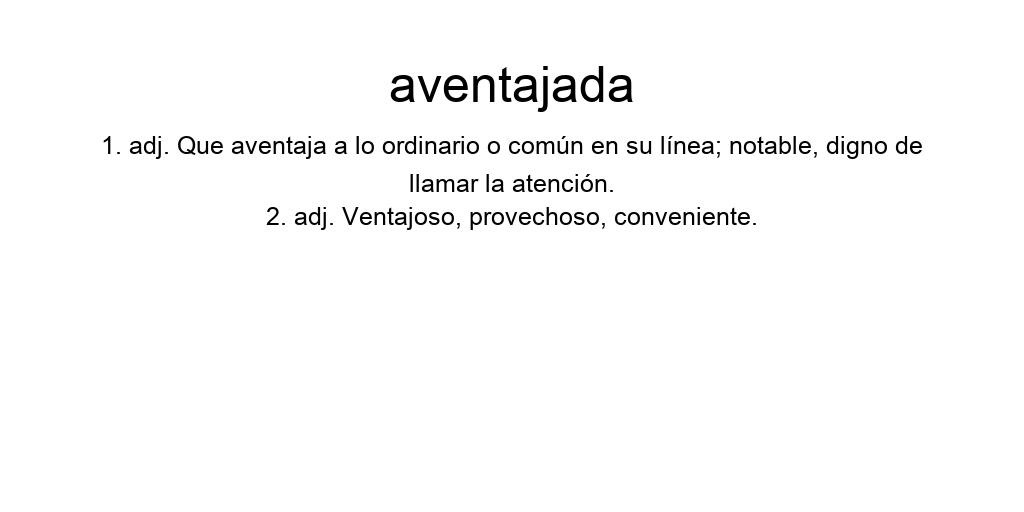 aventajada
1. adj. Que aventaja a lo ordinario o común en su línea; notable, digno de
llamar la atención.
2. adj. Ventajoso, provechoso, conveniente.